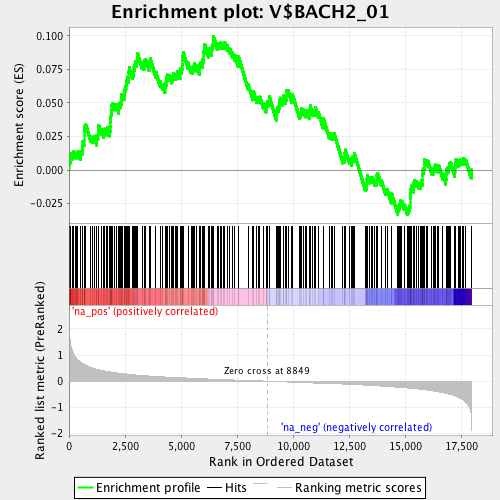 Enrichment plot: V$BACH2_01
Enrichment score (ES)
0.100
0.075
0.050
0.025
0.000
-0.025
'na_pos' (positively correlated)
Ranked list metric (PreRanked)
2
1
0
-1
-2
Zero cross at 8849
'na_neg' (negatively correlated)
0
2,500
5,000
7,500
10,000
12,500
15,000
17,500
Rank in Ordered Dataset
Enrichment profile
Hits
Ranking metric scores